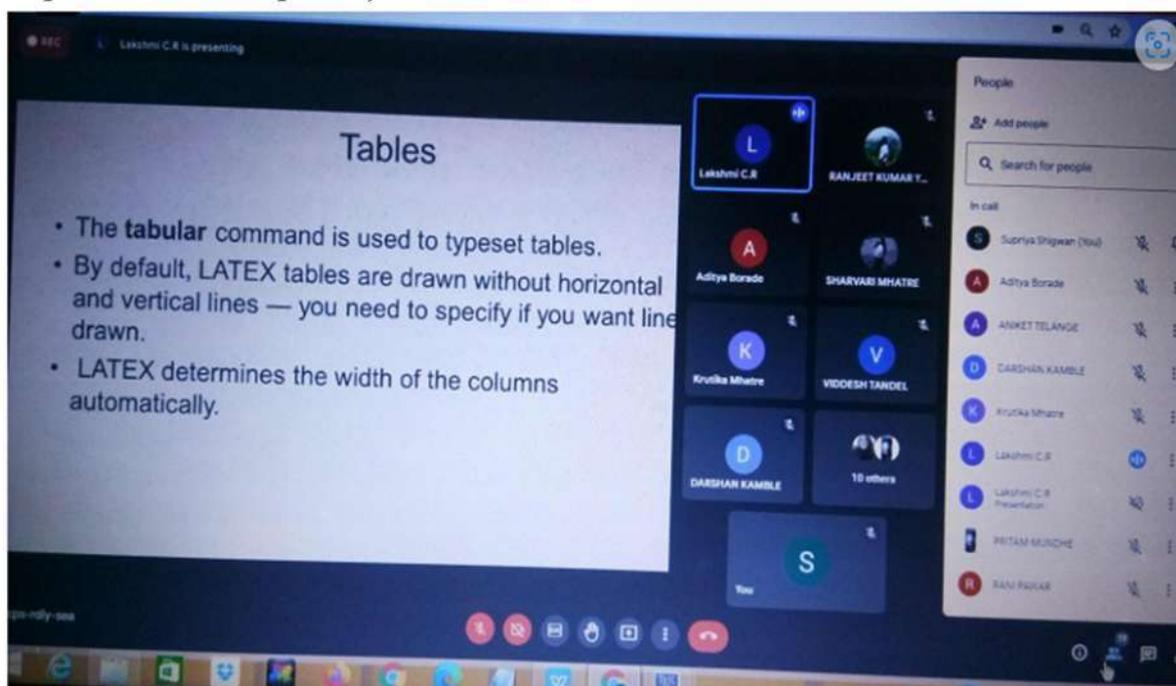 REC
L Lakshmi C.R is presenting
Tables
• The tabular command is used to typeset tables.
• By default, LATEX tables are drawn without horizontal
and vertical lines — you need to specify if you want line
drawn.
• LATEX determines the width of the columns
automatically.
L
Lakshmi C.R
RANJEET KUMAR Y...
A
Aditya Borade
SHARVARI MHATRE
K
Krutika Mhatre
V
VIDDESH TANDEL
D
DARSHAN KAMBLE
10 others
S
You
People
Add people
Search for people
In call
S Supriya Shigwan (You)
A Aditya Borade
A ANIKET TELANGE
D DARSHAN KAMBLE
K Krutika Mhatre
L Lakshmi C.R
L Lakshmi C.R
Presentation
PRITAM MUNDHE
R